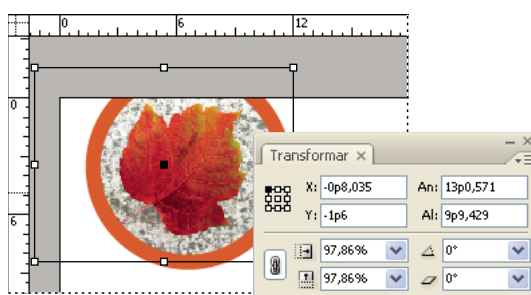 0 6 12
0
6
Transformar
X: -0p8,035 An: 13p0,571
Y: -1p6 Al: 9p9,429
97,86% 0°
97,86% 0°